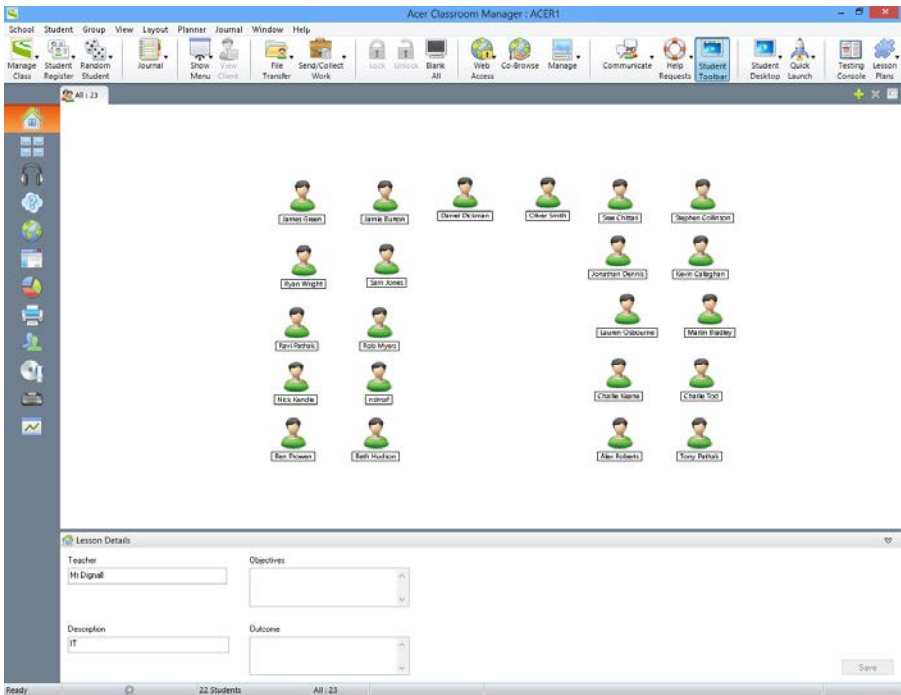 Acer Classroom Manager : ACER1
School Student Group View Layout Planner Journal Window Help
Manage Class
Student Register
Random Student
Journal
Show Menu
View Client
File Transfer
Send/Collect Work
Lock
Unlock
Blank All
Web Access
Co-Browse
Manage
Communicate
Help Requests
Student Toolbar
Student Desktop
Quick Launch
Testing Console
Lesson Plans
All : 23
James Green
Jamie Burton
Daniel Dickman
Oliver Smith
Sree Chittari
Stephen Collinson
Ryan Wright
Sam Jones
Jonathan Dennis
Kevin Callaghan
Lauren Osbourne
Martin Bradley
Ravi Pathak
Rob Myers
Nick Kendle
Charlie Keane
Charlie Tod
Ben Prowen
Beth Hudson
Alex Roberts
Tony Pathak
Lesson Details
Teacher
Mr Dignall
Objectives
Description
IT
Outcome
Save
Ready
22 Students
All : 23